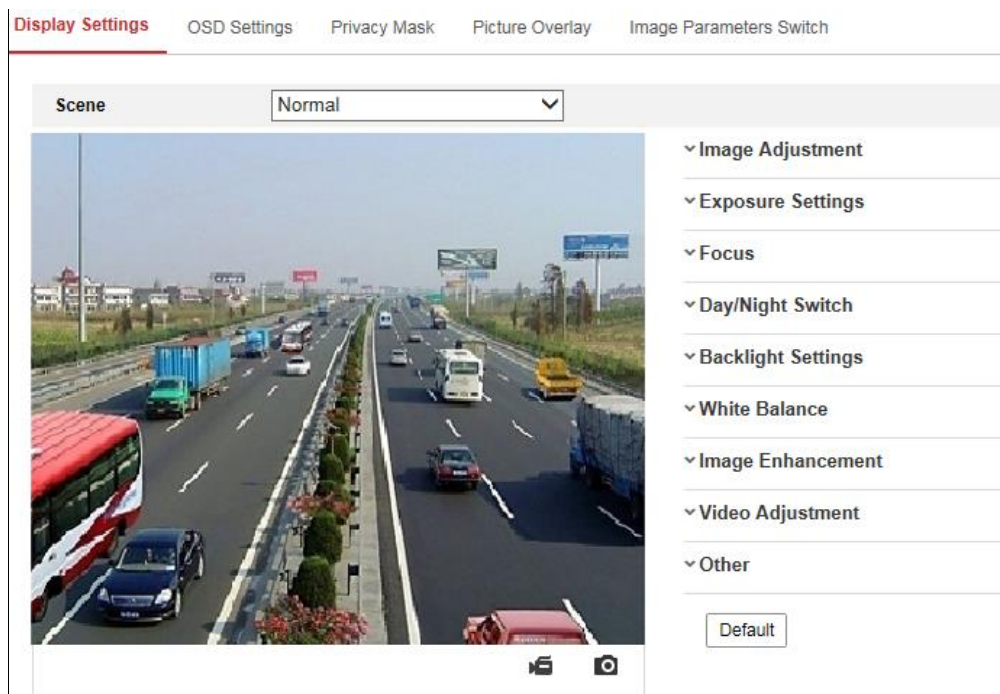 Display Settings OSD Settings Privacy Mask Picture Overlay Image Parameters Switch
Scene Normal
Image Adjustment
Exposure Settings
Focus
Day/Night Switch
Backlight Settings
White Balance
Image Enhancement
Video Adjustment
Other
Default